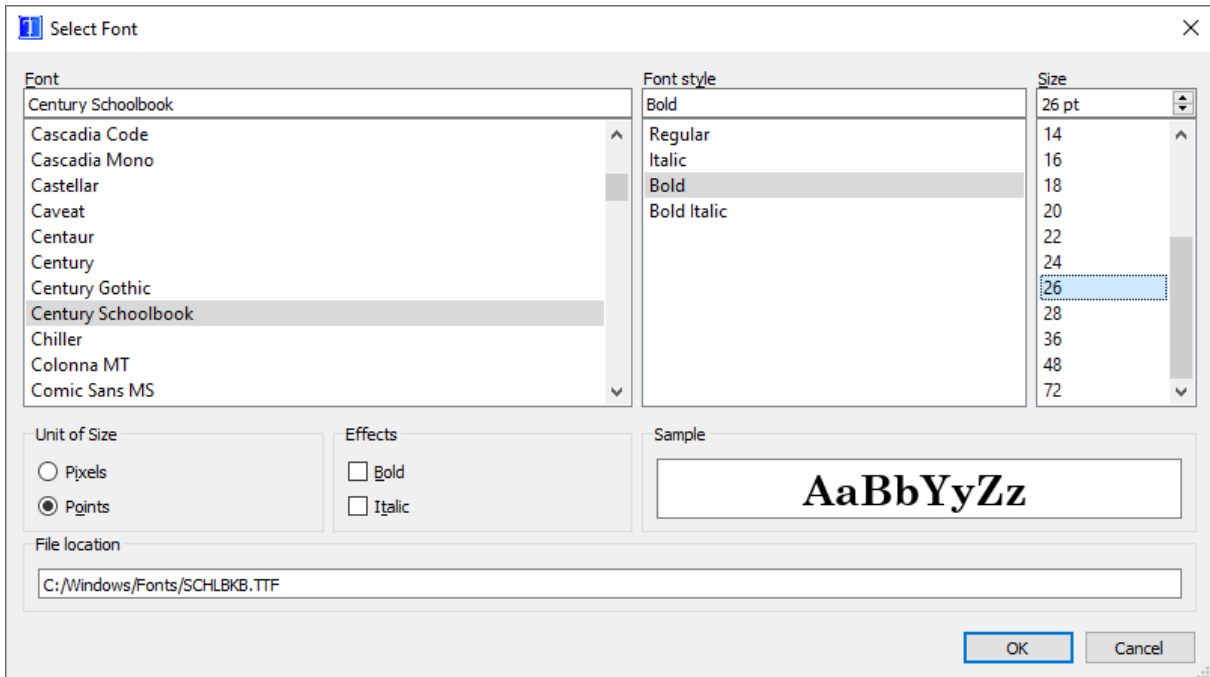 Select Font
Font
Century Schoolbook
Cascadia Code
Cascadia Mono
Castellar
Caveat
Centaur
Century
Century Gothic
Century Schoolbook
Chiller
Colonna MT
Comic Sans MS
Font style
Bold
Regular
Italic
Bold
Bold Italic
Size
26 pt
14
16
18
20
22
24
26
28
36
48
72
Unit of Size
Pixels
Points
Effects
Bold
Italic
Sample
AaBbYyZz
File location
C:/Windows/Fonts/SCHLBKB.TTF
OK
Cancel